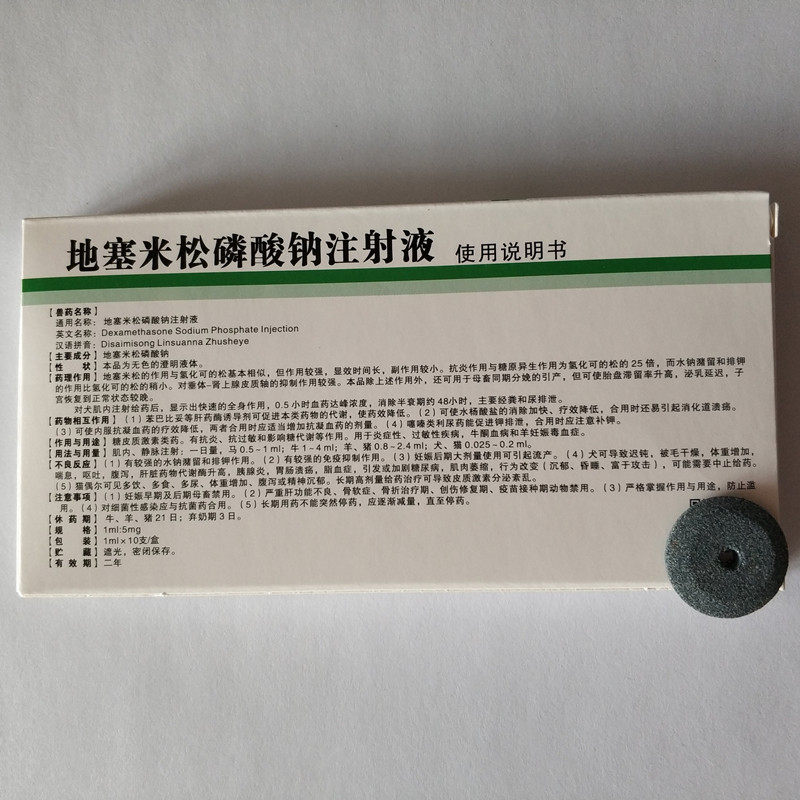 地塞米松磷酸钠注射液 使用说明书
【兽药名称】
通用名称：地塞米松磷酸钠注射液
英文名称：Dexamethasone Sodium Phosphate Injection
汉语拼音：Disaimisong Linsuanna Zhusheye
【主要成分】地塞米松磷酸钠
【性 状】本品为无色的澄明液体。
【药理作用】地塞米松的作用与氢化可的松基本相似，但作用较强，显效时间长，副作用较小。抗炎作用与糖原异生作用为氢化可的松的25倍，而水钠潴留和排钾
的作用比氢化可的松的稍小。对垂体-肾上腺皮质轴的抑制作用较强。本品除上述作用外，还可用于母畜同期分娩的引产，但可使胎盘滞留率升高，泌乳延迟，子
宫恢复到正常状态较晚。
对犬肌内注射给药后，显示出快速的全身作用，0.5小时血药达峰浓度，消除半衰期约48小时，主要经粪和尿排泄。
【药物相互作用】（1）苯巴比妥等肝药酶诱导剂可促进本类药物的代谢，使药效降低。（2）可使水杨酸盐的消除加快、疗效降低，合用时还易引起消化道溃疡。
（3）可使内服抗凝血药的疗效降低，两者合用时应适当增加抗凝血药的剂量。（4）噻嗪类利尿药能促进钾排泄，合用时应注意补钾。
【作用与用途】糖皮质激素类药。有抗炎、抗过敏和影响糖代谢等作用。用于炎症性、过敏性疾病，牛酮血病和羊妊娠毒血症。
【用法与用量】肌内、静脉注射：一日量，马0.5~1ml；牛1~4ml；羊、猪0.8~2.4ml；犬、猫0.025~0.2ml。
【不良反应】（1）有较强的水钠潴留和排钾作用。（2）有较强的免疫抑制作用。（3）妊娠后期大剂量使用可引起流产。（4）犬可导致迟钝，被毛干燥，体重增加，
喘息，呕吐，腹泻，肝脏药物代谢酶升高，胰腺炎，胃肠溃疡，脂血症，引发或加剧糖尿病，肌肉萎缩，行为改变（沉郁、昏睡、富于攻击），可能需要中止给药。
（5）猫偶尔可见多饮、多食、多尿、体重增加、腹泻或精神沉郁。长期高剂量给药治疗可导致皮质激素分泌紊乱。
【注意事项】（1）妊娠早期及后期母畜禁用。（2）严重肝功能不良、骨软症、骨折治疗期、创伤修复期、疫苗接种期动物禁用。（3）严格掌握作用与用途，防止滥
用。（4）对细菌性感染应与抗菌药合用。（5）长期用药不能突然停药，应逐渐减量，直至停药。
【休 药 期】牛、羊、猪21日；弃奶期3日。
【规 格】1ml:5mg
【包 装】1ml×10支/盒
【贮 藏】遮光，密闭保存。
【有 效 期】二年